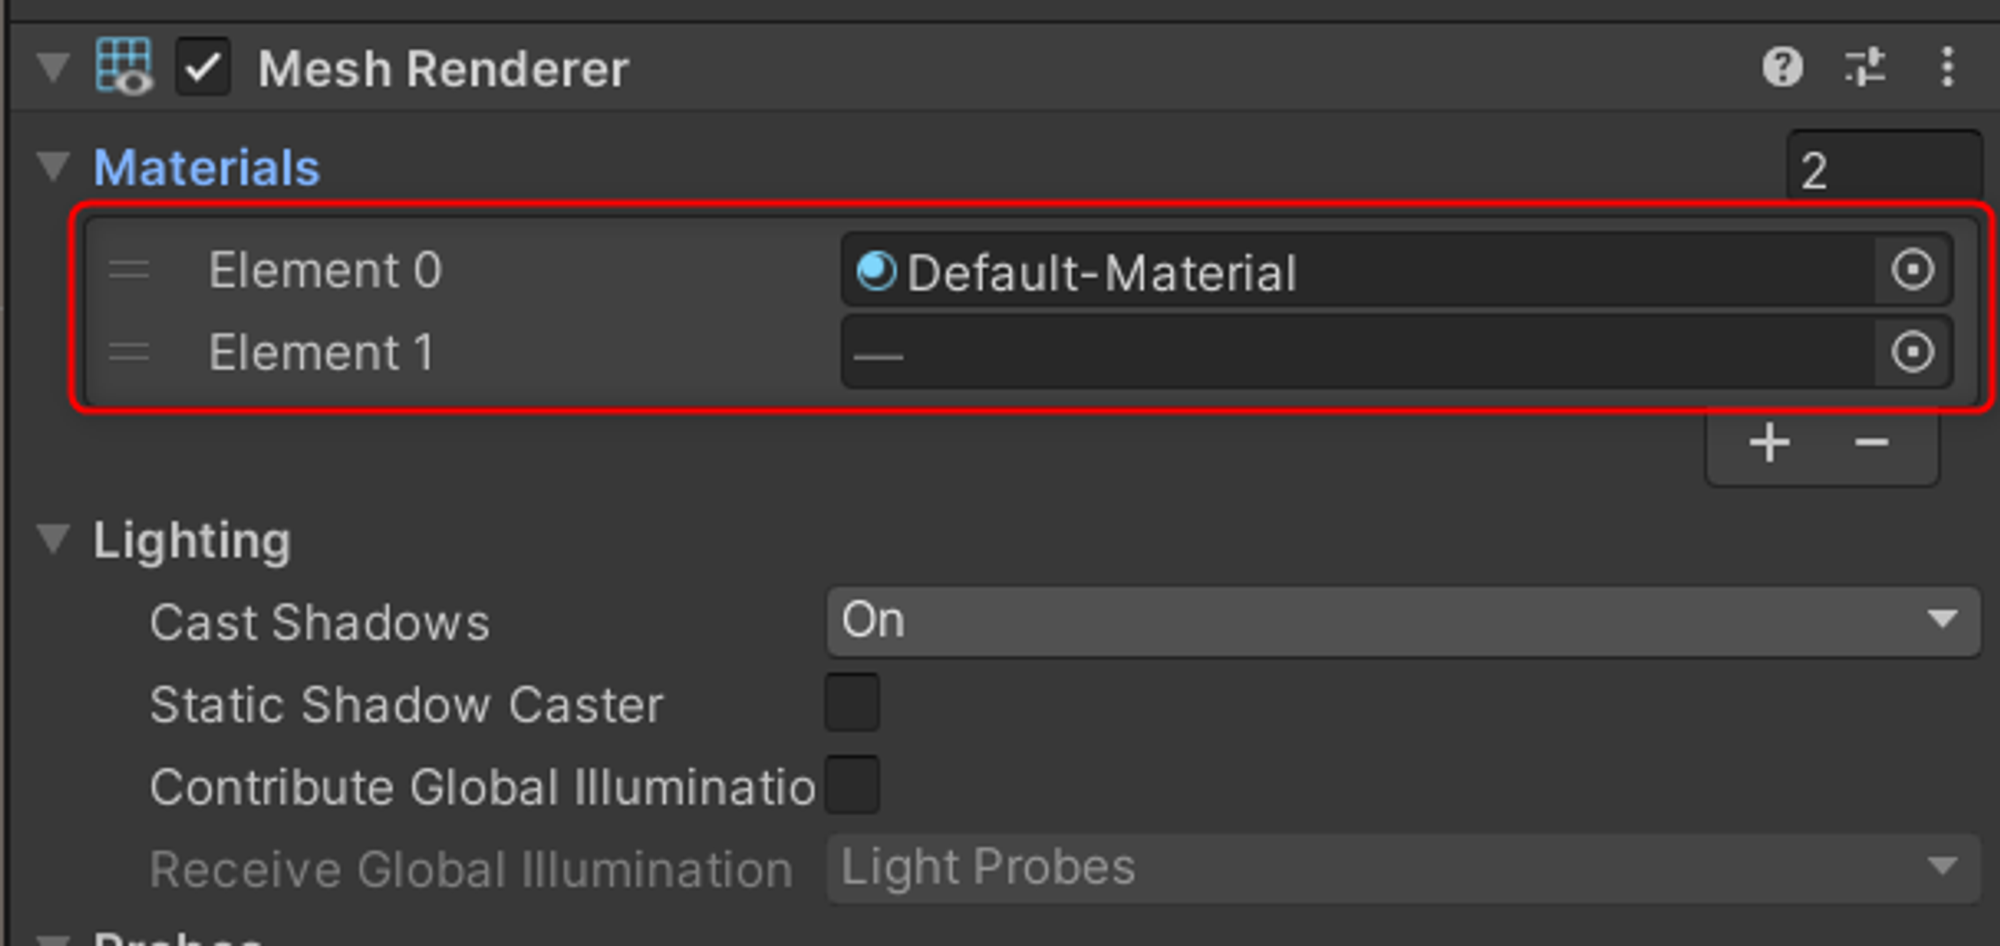 Mesh Renderer
Materials 2
Element 0 Default-Material
Element 1 —
Lighting
Cast Shadows On
Static Shadow Caster
Contribute Global Illuminatio
Receive Global Illumination Light Probes
Probes